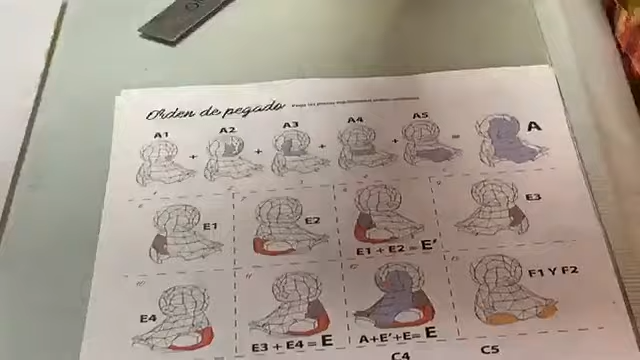 Orden de pegado
A1 A2 A3 A4 A5
+ + + + = A
E1 E2 E1 + E2 = E' E3
E4 E3 + E4 = E A+E'+E= E F1 Y F2
C4 C5